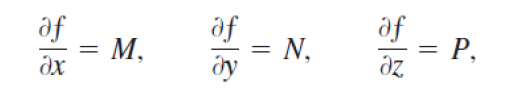 ∂f/∂x = M, ∂f/∂y = N, ∂f/∂z = P,